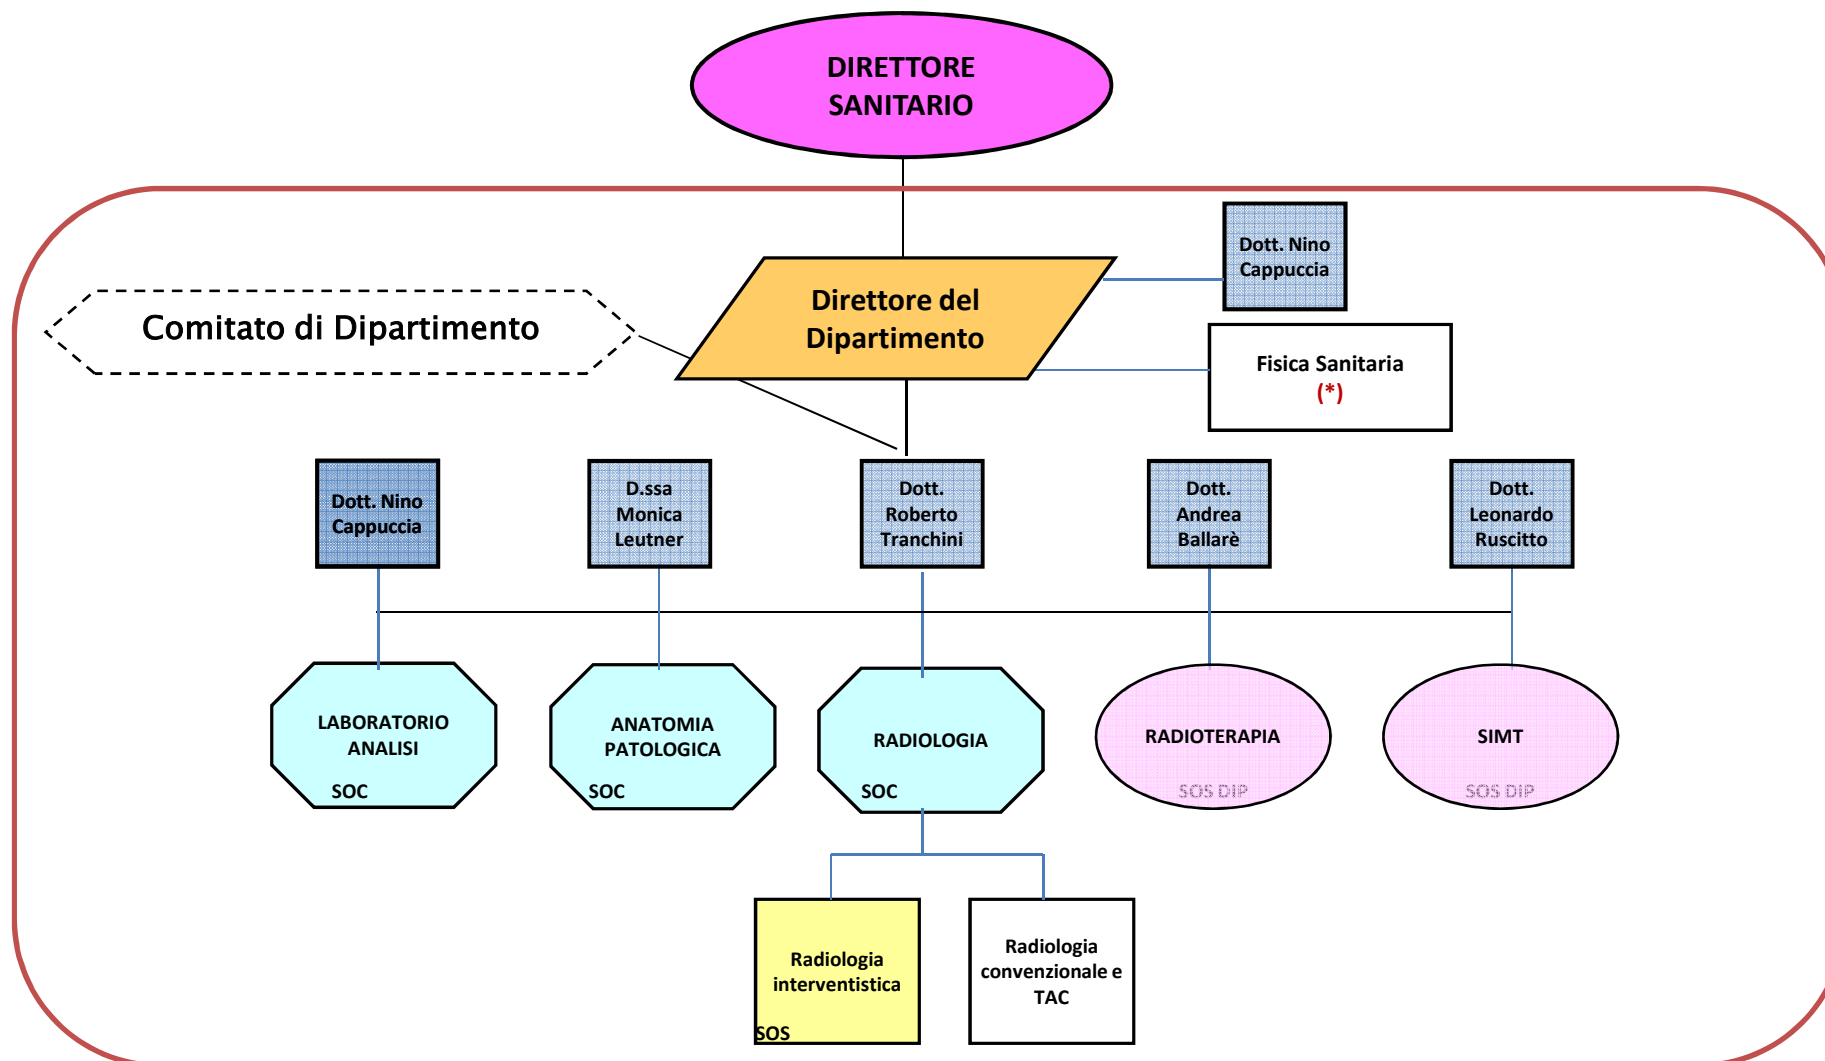 DIRETTORE
SANITARIO
Dott. Nino
Cappuccia
Comitato di Dipartimento
Direttore del
Dipartimento
Fisica Sanitaria
(*)
Dott. Nino
Cappuccia
D.ssa
Monica
Leutner
Dott.
Roberto
Tranchini
Dott.
Andrea
Ballarè
Dott.
Leonardo
Ruscitto
LABORATORIO
ANALISI
SOC
ANATOMIA
PATOLOGICA
SOC
RADIOLOGIA
SOC
RADIOTERAPIA
SOS DIP
SIMT
SOS DIP
Radiologia
interventistica
SOS
Radiologia
convenzionale e
TAC